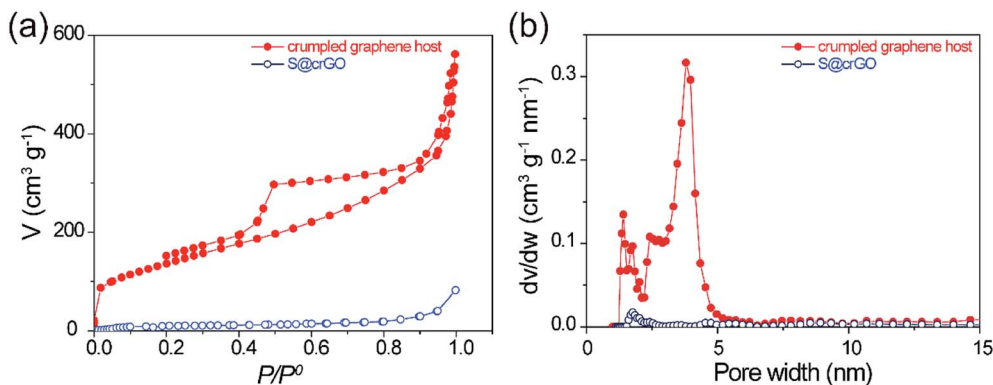 (a)
600
400
200
0
V (cm³ g⁻¹)
crumpled graphene host
S@crGO
0.0 0.2 0.4 0.6 0.8 1.0
P/P⁰
(b)
0.3
0.2
0.1
0.0
dv/dw (cm³ g⁻¹ nm⁻¹)
crumpled graphene host
S@crGO
0 5 10 15
Pore width (nm)